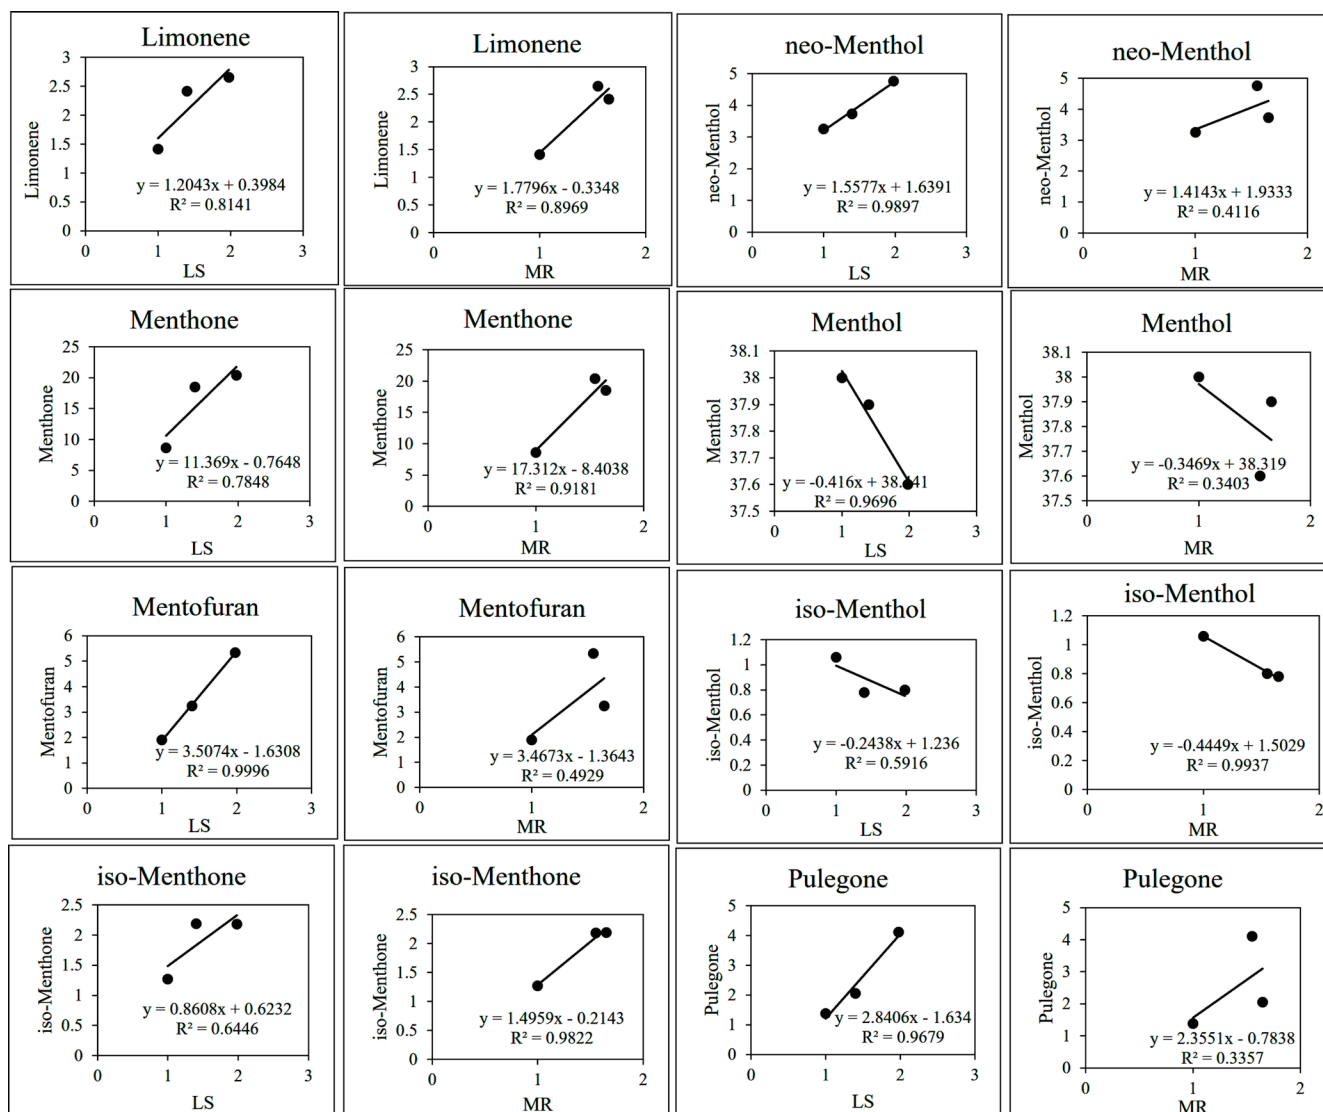 Limonene
3
2.5
2
1.5
1
0.5
0
Limonene
y = 1.2043x + 0.3984
R² = 0.8141
0 1 2 3
LS
Limonene
3
2.5
2
1.5
1
0.5
0
Limonene
y = 1.7796x - 0.3348
R² = 0.8969
0 1 2
MR
neo-Menthol
5
4
3
2
1
0
neo-Menthol
y = 1.5577x + 1.6391
R² = 0.9897
0 1 2 3
LS
neo-Menthol
5
4
3
2
1
0
neo-Menthol
y = 1.4143x + 1.9333
R² = 0.4116
0 1 2
MR
Menthone
25
20
15
10
5
0
Menthone
y = 11.369x - 0.7648
R² = 0.7848
0 1 2 3
LS
Menthone
25
20
15
10
5
0
Menthone
y = 17.312x - 8.4038
R² = 0.9181
0 1 2
MR
Menthol
38.1
38
37.9
37.8
37.7
37.6
37.5
Menthol
y = -0.416x +
R² = 0.9696
0 1 2 3
LS
Menthol
38.1
38
37.9
37.8
37.7
37.6
37.5
Menthol
y = -0.3469x + 38.319
R² = 0.3403
0 1 2
MR
Mentofuran
6
5
4
3
2
1
0
Mentofuran
y = 3.5074x - 1.6308
R² = 0.9996
0 1 2 3
LS
Mentofuran
6
5
4
3
2
1
0
Mentofuran
y = 3.4673x - 1.3643
R² = 0.4929
0 1 2
MR
iso-Menthol
1.2
1
0.8
0.6
0.4
0.2
0
iso-Menthol
y = -0.2438x + 1.236
R² = 0.5916
0 1 2 3
LS
iso-Menthol
1.2
1
0.8
0.6
0.4
0.2
0
iso-Menthol
y = -0.4449x + 1.5029
R² = 0.9937
0 1 2
MR
iso-Menthone
2.5
2
1.5
1
0.5
0
iso-Menthone
y = 0.8608x + 0.6232
R² = 0.6446
0 1 2 3
LS
iso-Menthone
2.5
2
1.5
1
0.5
0
iso-Menthone
y = 1.4959x - 0.2143
R² = 0.9822
0 1 2
MR
Pulegone
5
4
3
2
1
0
Pulegone
y = 2.8406x - 1.634
R² = 0.9679
0 1 2 3
LS
Pulegone
5
4
3
2
1
0
Pulegone
y = 2.3551x - 0.7838
R² = 0.3357
0 1 2
MR